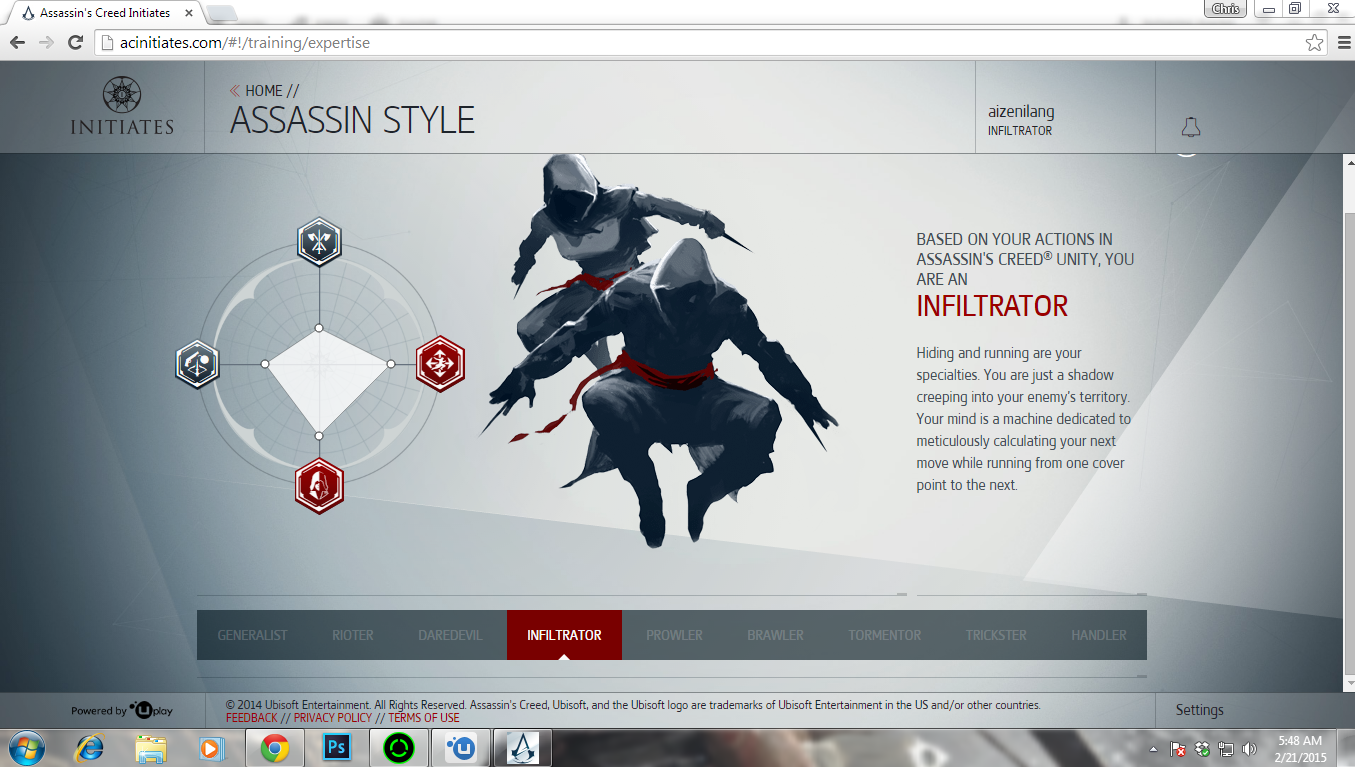 Assassin's Creed Initiates
Chris
acinitiates.com/#!/training/expertise
INITIATES
HOME //
ASSASSIN STYLE
aizenilang
INFILTRATOR
BASED ON YOUR ACTIONS IN
ASSASSIN'S CREED® UNITY, YOU
ARE AN
INFILTRATOR
Hiding and running are your
specialties. You are just a shadow
creeping into your enemy's territory.
Your mind is a machine dedicated to
meticulously calculating your next
move while running from one cover
point to the next.
GENERALIST RIOTER DAREDEVIL INFILTRATOR PROWLER BRAWLER TORMENTOR TRICKSTER HANDLER
Powered by Uplay
© 2014 Ubisoft Entertainment. All Rights Reserved. Assassin's Creed, Ubisoft, and the Ubisoft logo are trademarks of Ubisoft Entertainment in the US and/or other countries.
FEEDBACK // PRIVACY POLICY // TERMS OF USE
Settings
Ps
5:48 AM
2/21/2015